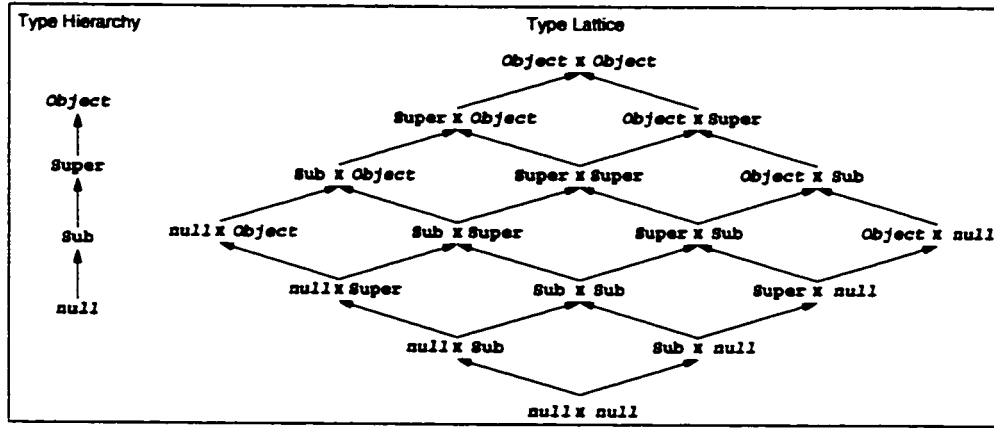 Type Hierarchy
Object
Super
Sub
null
Type Lattice
Object x Object
Super x Object
Object x Super
Sub x Object
Super x Super
Object x Sub
null x Object
Sub x Super
Super x Sub
Object x null
null x Super
Sub x Sub
Super x null
null x Sub
Sub x null
null x null